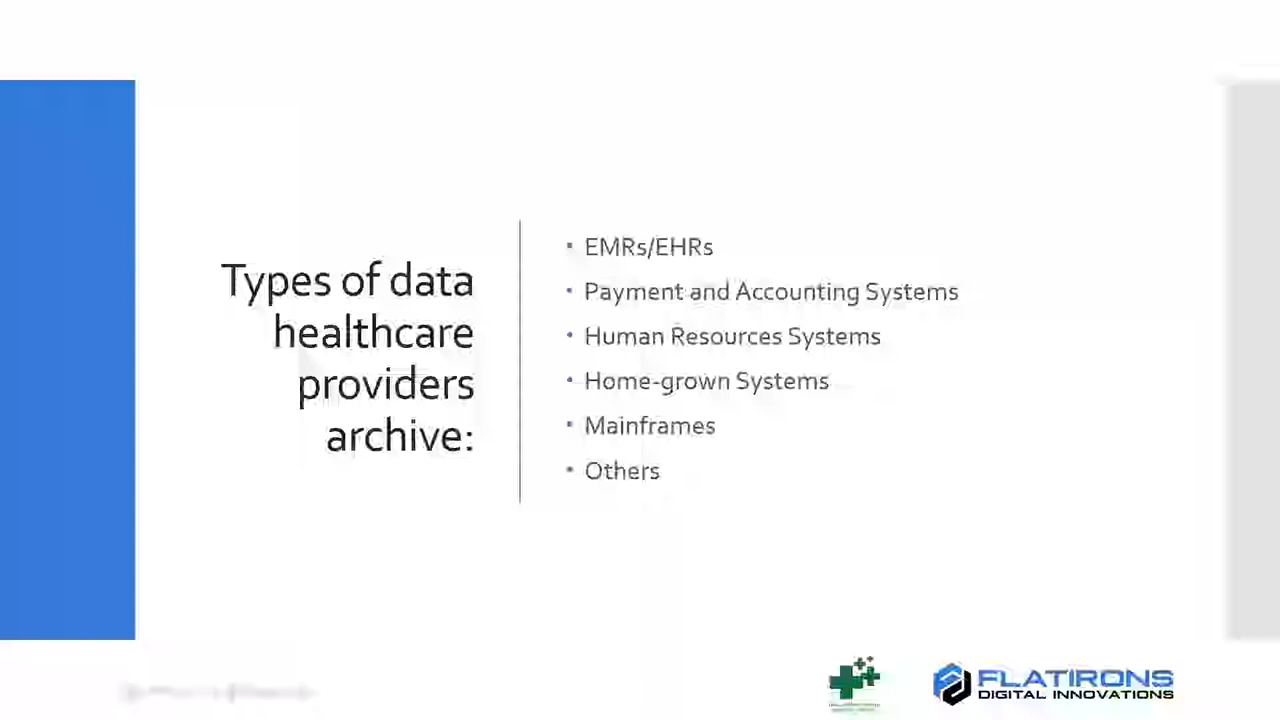 Types of data
healthcare
providers
archive:
• EMRs/EHRs
• Payment and Accounting Systems
• Human Resources Systems
• Home-grown Systems
• Mainframes
• Others
FLATIRONS
DIGITAL INNOVATIONS